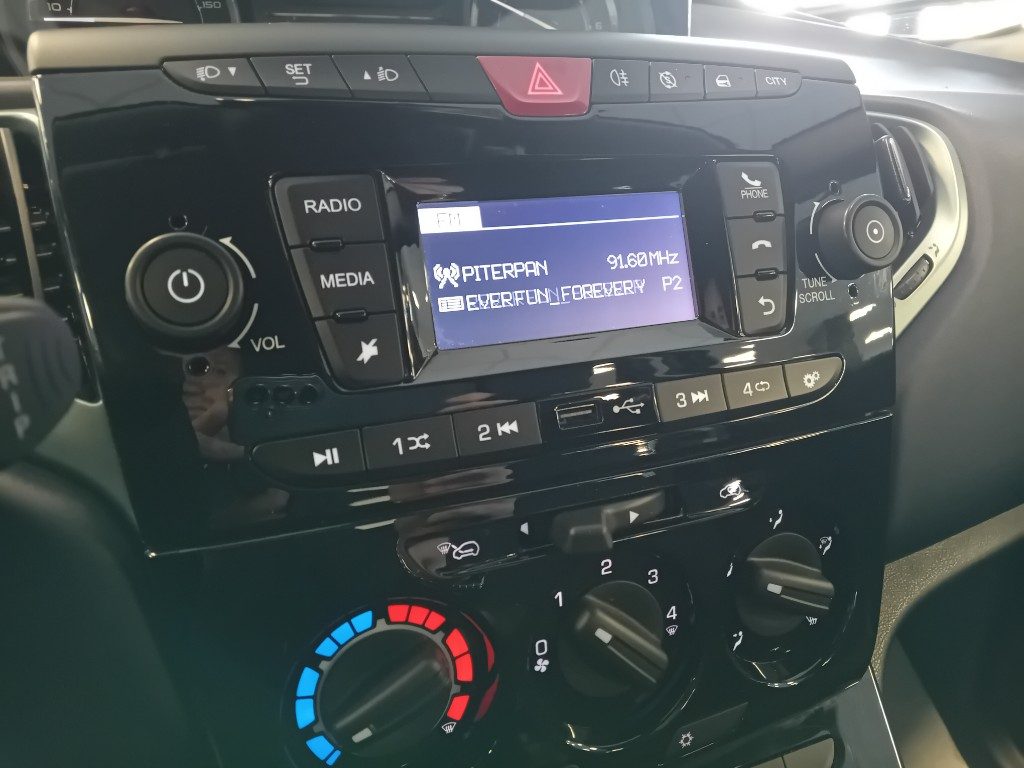 150
SET
CITY
RADIO
MEDIA
VOL
FM
PITERPAN 91.60MHz
P2
PHONE
TUNE
SCROLL
1
2
3
4
0
1
2
3
4